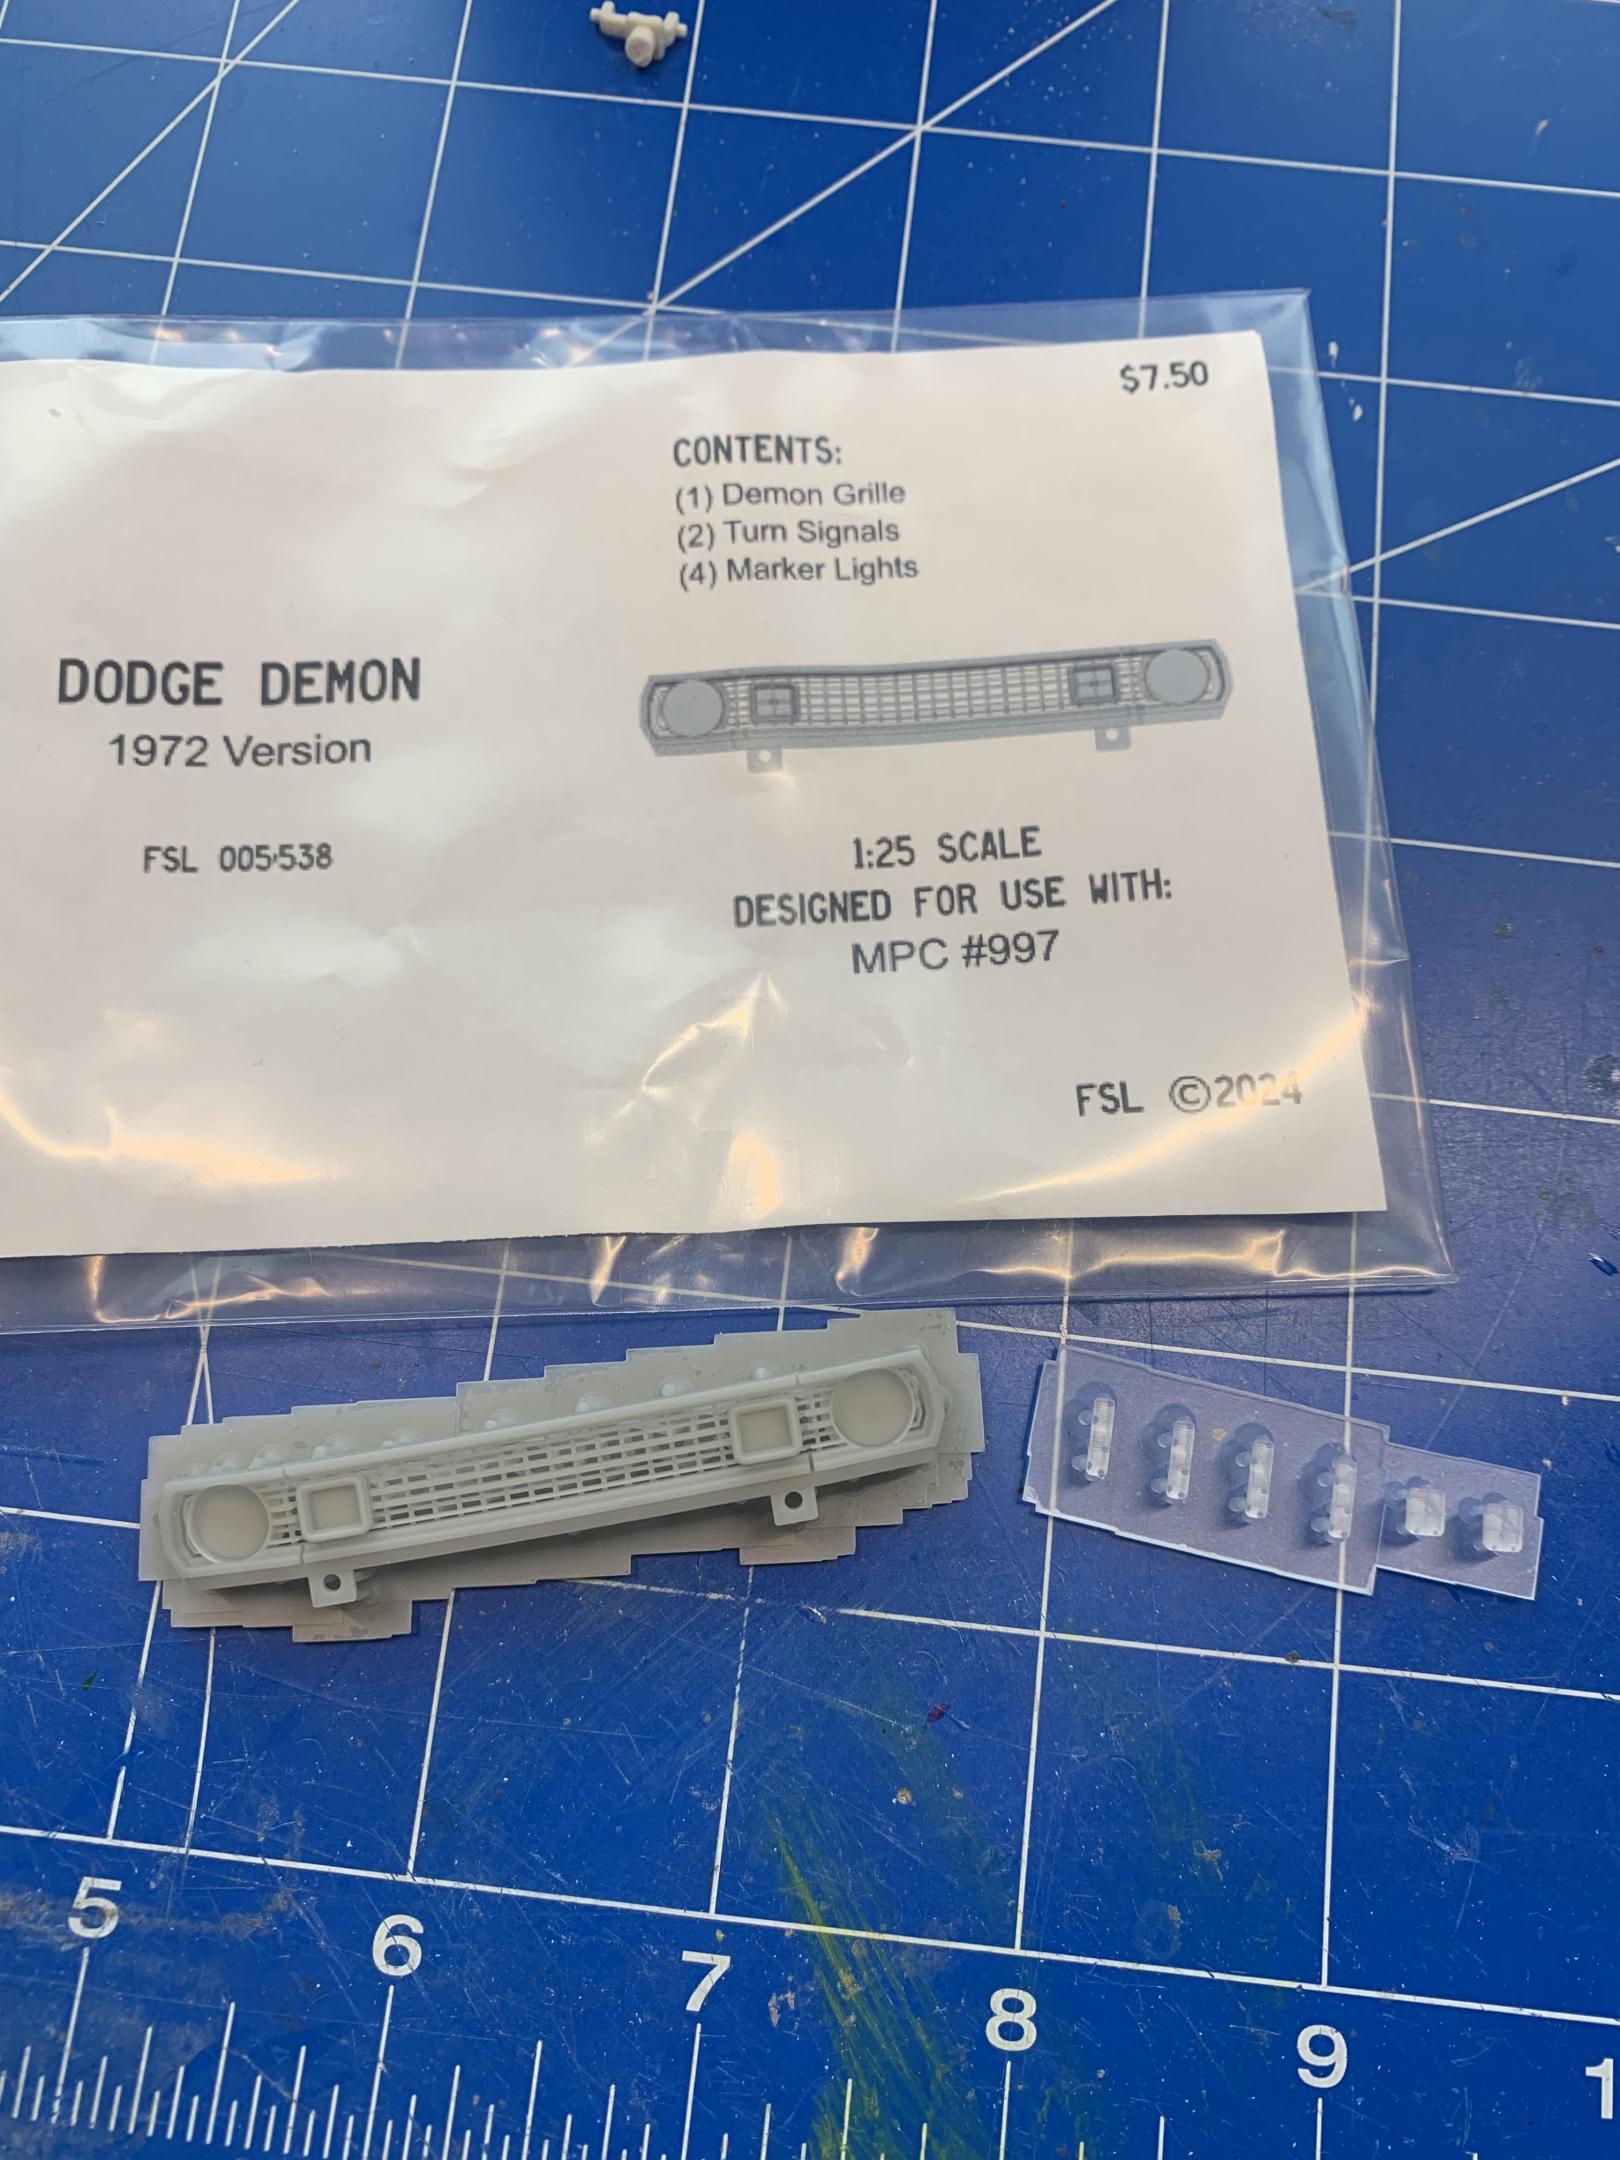 $7.50
CONTENTS:
(1) Demon Grille
(2) Turn Signals
(4) Marker Lights
DODGE DEMON
1972 Version
FSL 005-538
1:25 SCALE
DESIGNED FOR USE WITH:
MPC #997
FSL ©2024
5 6 7 8 9 1